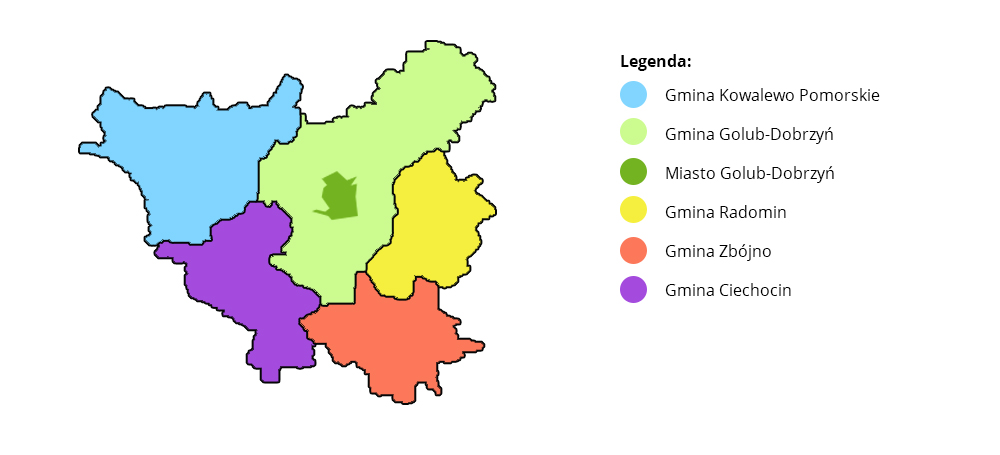 Legenda:
Gmina Kowalewo Pomorskie
Gmina Golub-Dobrzyń
Miasto Golub-Dobrzyń
Gmina Radomin
Gmina Zbójno
Gmina Ciechocin